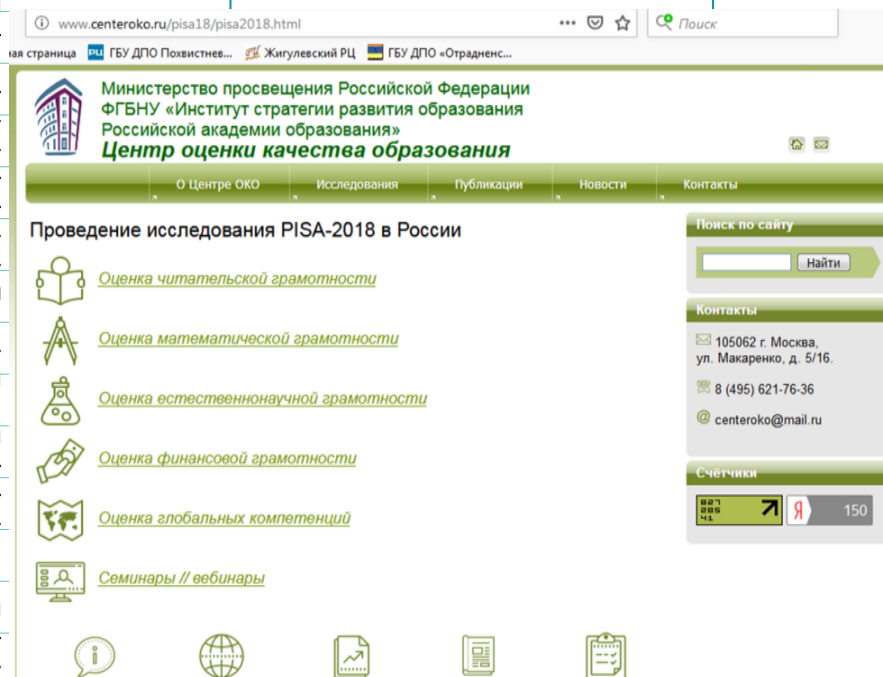 www.centeroko.ru/pisa18/pisa2018.html
Поиск
ная страница
ГБУ ДПО Похвистнев...
Жигулевский РЦ
ГБУ ДПО «Отрадненс...
Министерство просвещения Российской Федерации
ФГБНУ «Институт стратегии развития образования
Российской академии образования»
Центр оценки качества образования
О Центре ОКО
Исследования
Публикации
Новости
Контакты
Проведение исследования PISA-2018 в России
Оценка читательской грамотности
Оценка математической грамотности
Оценка естественнонаучной грамотности
Оценка финансовой грамотности
Оценка глобальных компетенций
Семинары // вебинары
Поиск по сайту
Найти
Контакты
105062 г. Москва,
ул. Макаренко, д. 5/16.
8 (495) 621-76-36
@ centeroko@mail.ru
Счётчики
Я
150